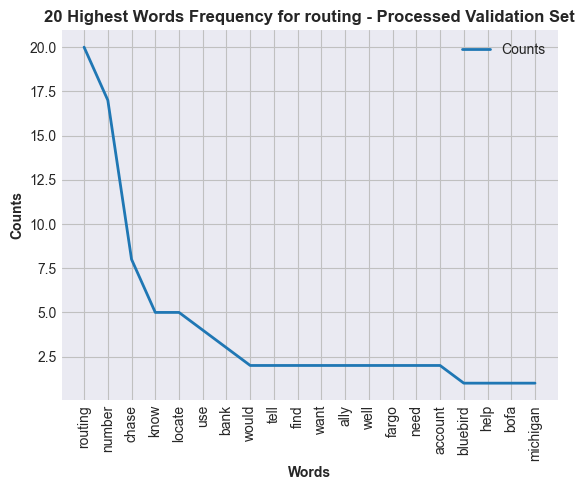 20 Highest Words Frequency for routing - Processed Validation Set
Counts
20.0
17.5
15.0
12.5
10.0
7.5
5.0
2.5
Counts
routing
number
chase
know
locate
use
bank
would
tell
find
want
ally
well
fargo
need
account
bluebird
help
bofa
michigan
Words